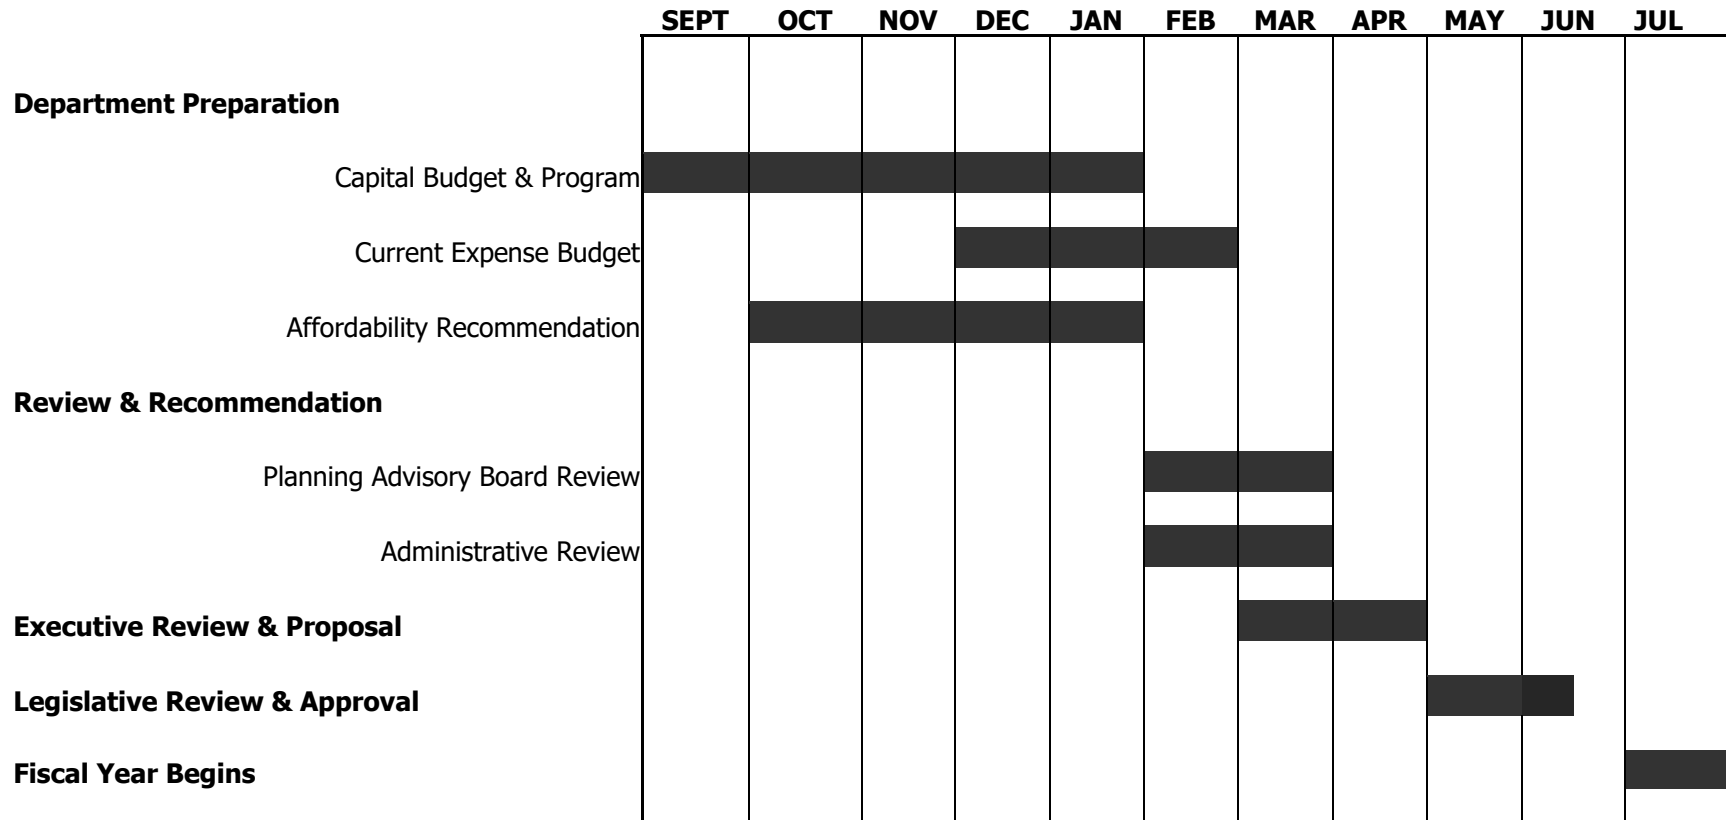 SEPT OCT NOV DEC JAN FEB MAR APR MAY JUN JUL
Department Preparation
Capital Budget & Program
Current Expense Budget
Affordability Recommendation
Review & Recommendation
Planning Advisory Board Review
Administrative Review
Executive Review & Proposal
Legislative Review & Approval
Fiscal Year Begins